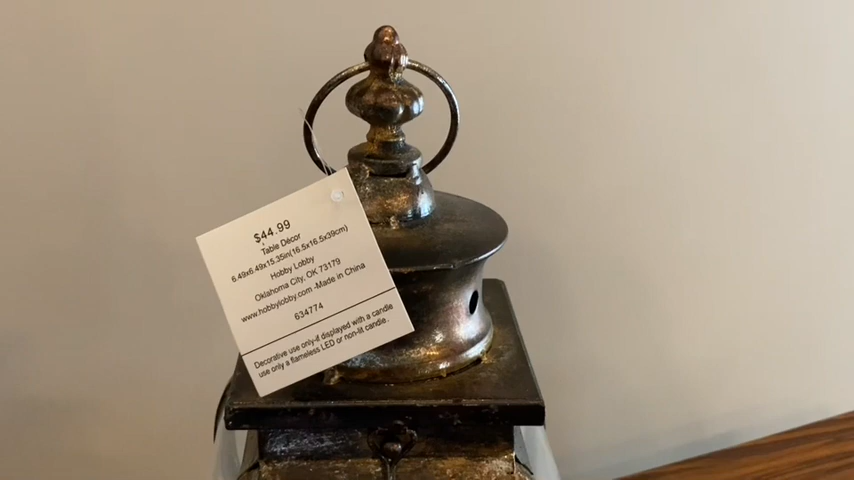 $44.99
Table Décor
6.49x6.49x15.35in(16.5x16.5x39cm)
Hobby Lobby
Oklahoma City, OK 73179
www.hobbylobby.com -Made in China
634774
Decorative use only-if displayed with a candle
use only a flameless LED or non-lit candle.